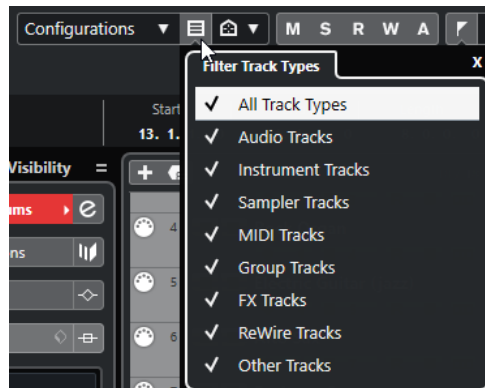 Configurations
M S R W A
Filter Track Types X
Start
13. 1.
All Track Types
Audio Tracks
Visibility
Instrument Tracks
ums
Sampler Tracks
4
MIDI Tracks
ns
Group Tracks
5
FX Tracks
ReWire Tracks
6
Other Tracks